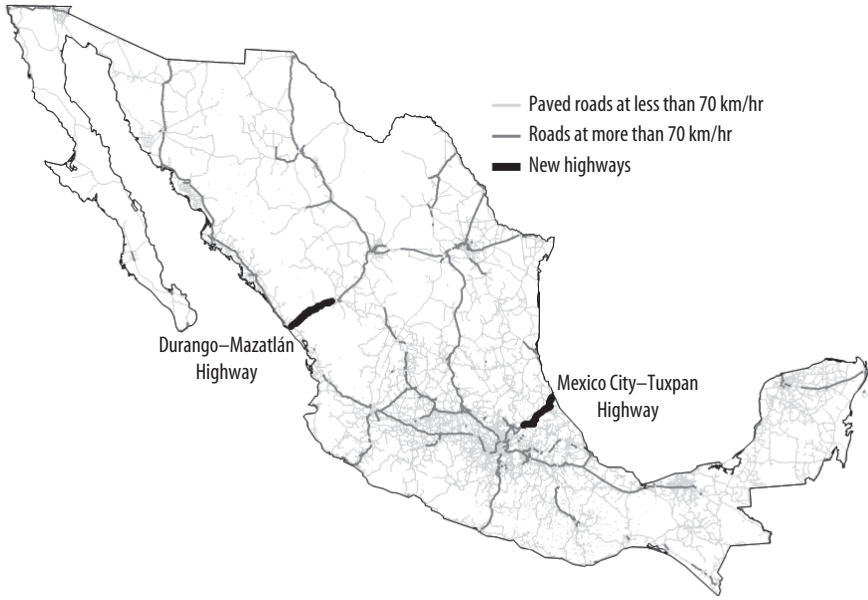 Paved roads at less than 70 km/hr
Roads at more than 70 km/hr
New highways
Durango–Mazatlán
Highway
Mexico City–Tuxpan
Highway